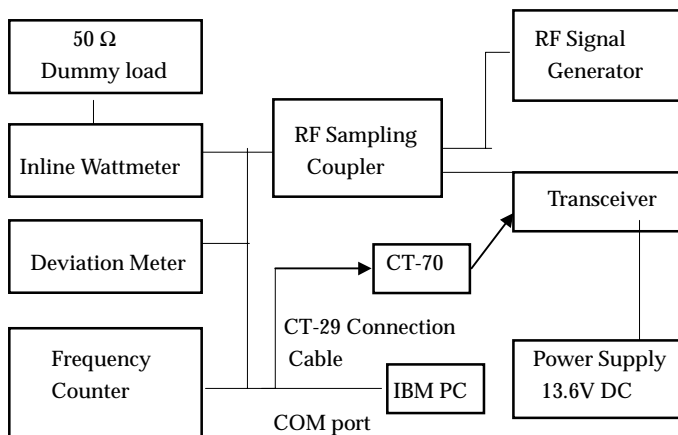 50 Ω
Dummy load
RF Signal
Generator
Inline Wattmeter
RF Sampling
Coupler
Transceiver
Deviation Meter
CT-70
CT-29 Connection
Cable
Frequency
Counter
IBM PC
Power Supply
13.6V DC
COM port